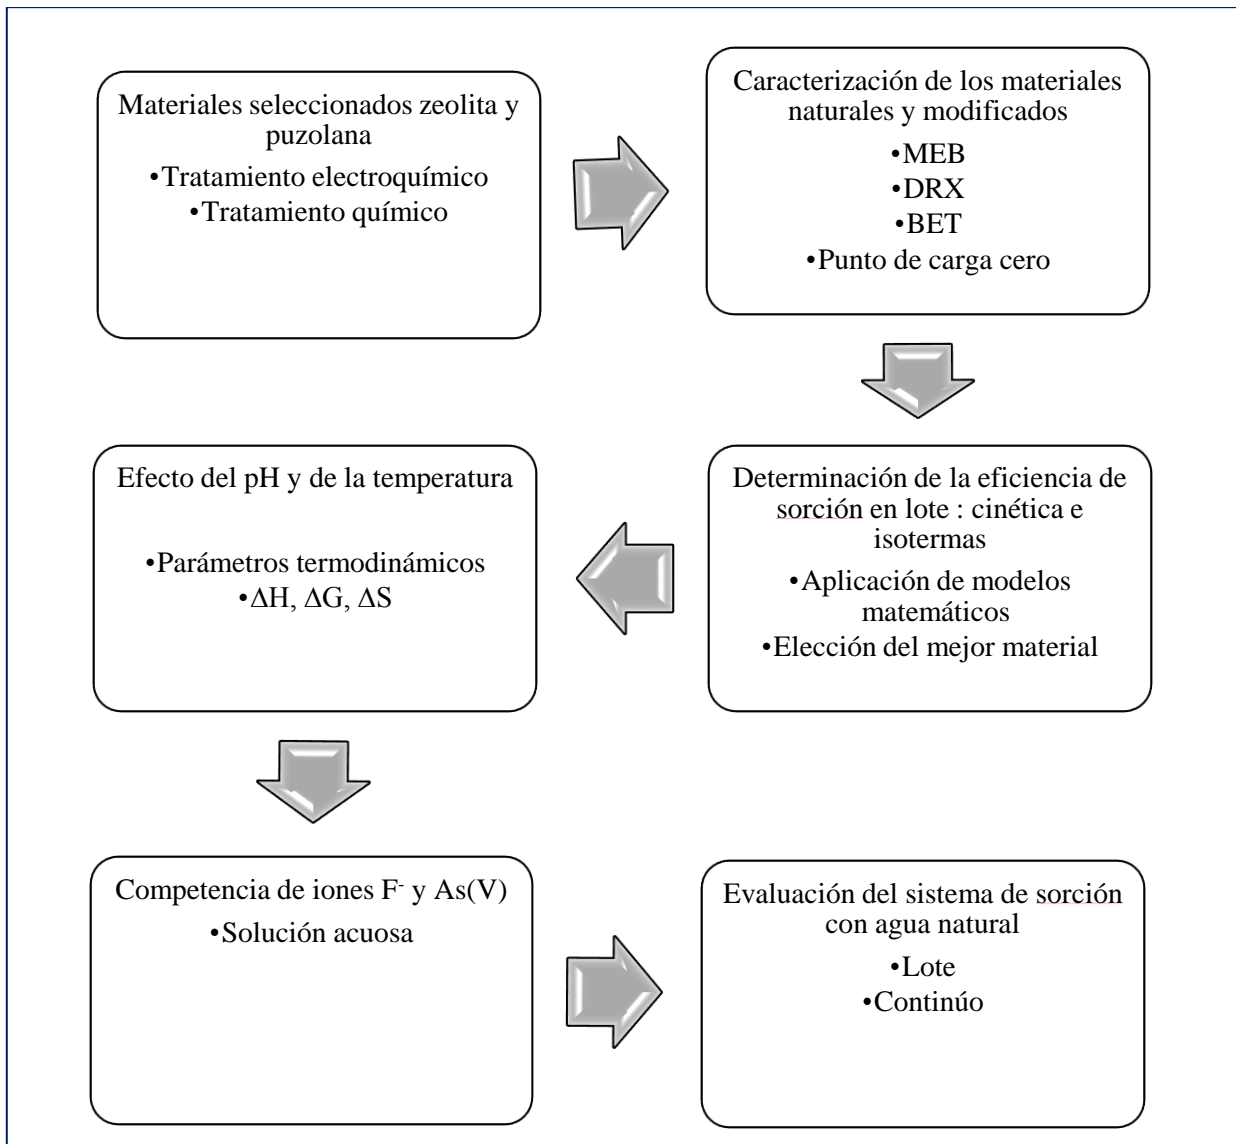 Materiales seleccionados zeolita y
puzolana
•Tratamiento electroquímico
•Tratamiento químico
Caracterización de los materiales
naturales y modificados
•MEB
•DRX
•BET
•Punto de carga cero
Determinación de la eficiencia de
sorción en lote : cinética e
isotermas
•Aplicación de modelos
matemáticos
•Elección del mejor material
Efecto del pH y de la temperatura
•Parámetros termodinámicos
•ΔH, ΔG, ΔS
Competencia de iones F⁻ y As(V)
•Solución acuosa
Evaluación del sistema de sorción
con agua natural
•Lote
•Continúo